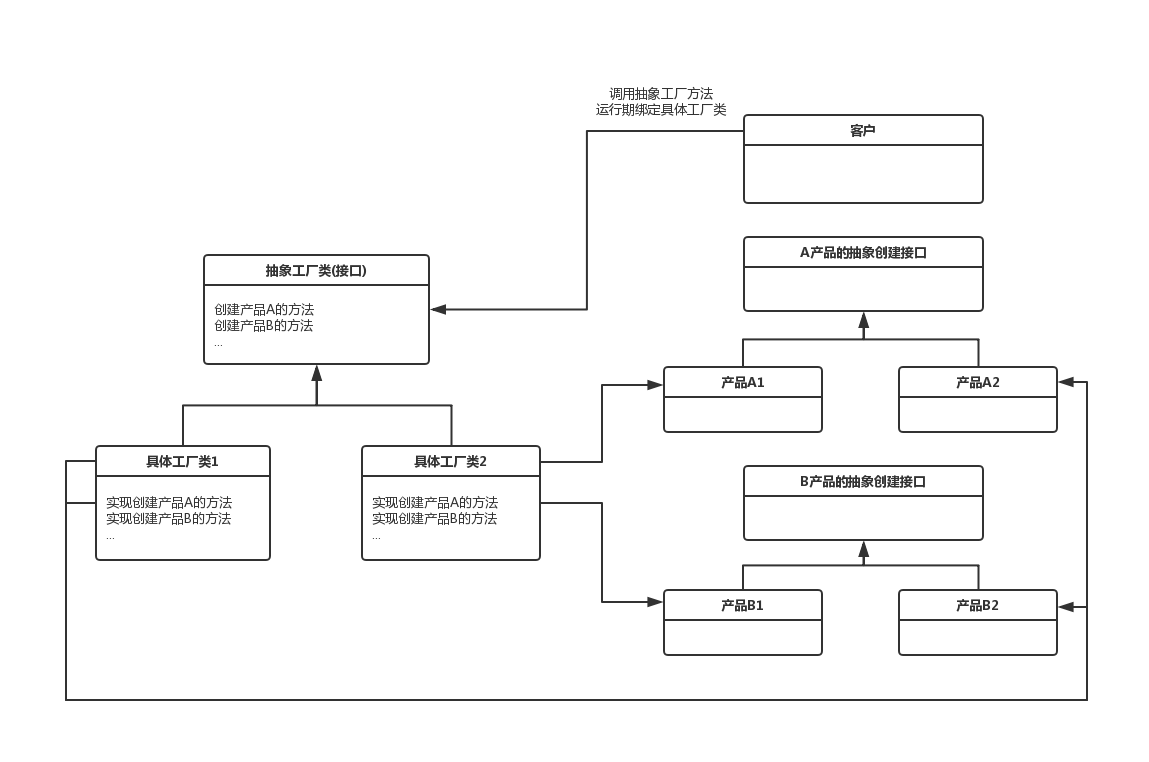 调用抽象工厂方法
运行期绑定具体工厂类
客户
A产品的抽象创建接口
抽象工厂类(接口)
创建产品A的方法
创建产品B的方法
...
产品A1
产品A2
具体工厂类1
实现创建产品A的方法
实现创建产品B的方法
...
具体工厂类2
实现创建产品A的方法
实现创建产品B的方法
...
B产品的抽象创建接口
产品B1
产品B2